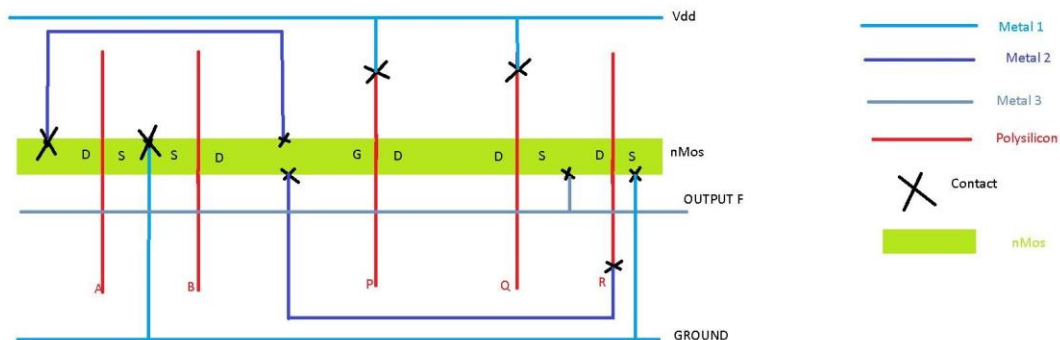 Vdd
Metal 1
Metal 2
Metal 3
Polysilicon
D S S D G D D S D S nMos
Contact
OUTPUT F
nMos
A B P Q R
GROUND